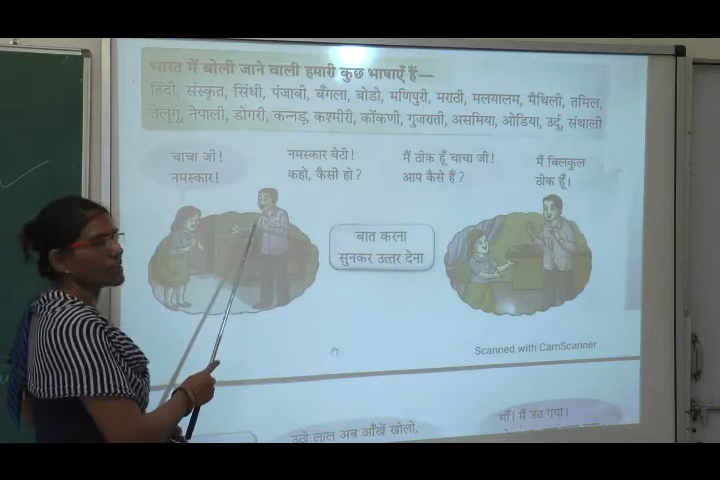 भारत में बोली जाने वाली हमारी कुछ भाषाएँ हैं—
हिंदी, संस्कृत, सिंधी, पंजाबी, बँगला, बोडो, मणिपुरी, मराठी, मलयालम, मैथिली, तमिल,
तेलुगू, नेपाली, डोगरी, कन्नड़, कश्मीरी, कोंकणी, गुजराती, असमिया, ओडिया, उर्दू, संथाली
चाचा जी!
नमस्कार!
नमस्कार बेटी!
कहो, कैसी हो?
मैं ठीक हूँ चाचा जी!
आप कैसे हैं?
मैं बिलकुल
ठीक हूँ।
बात करना
सुनकर उत्तर देना
Scanned with CamScanner
उठो लाल अब आँखें खोलो,
माँ! मैं उठ गया।